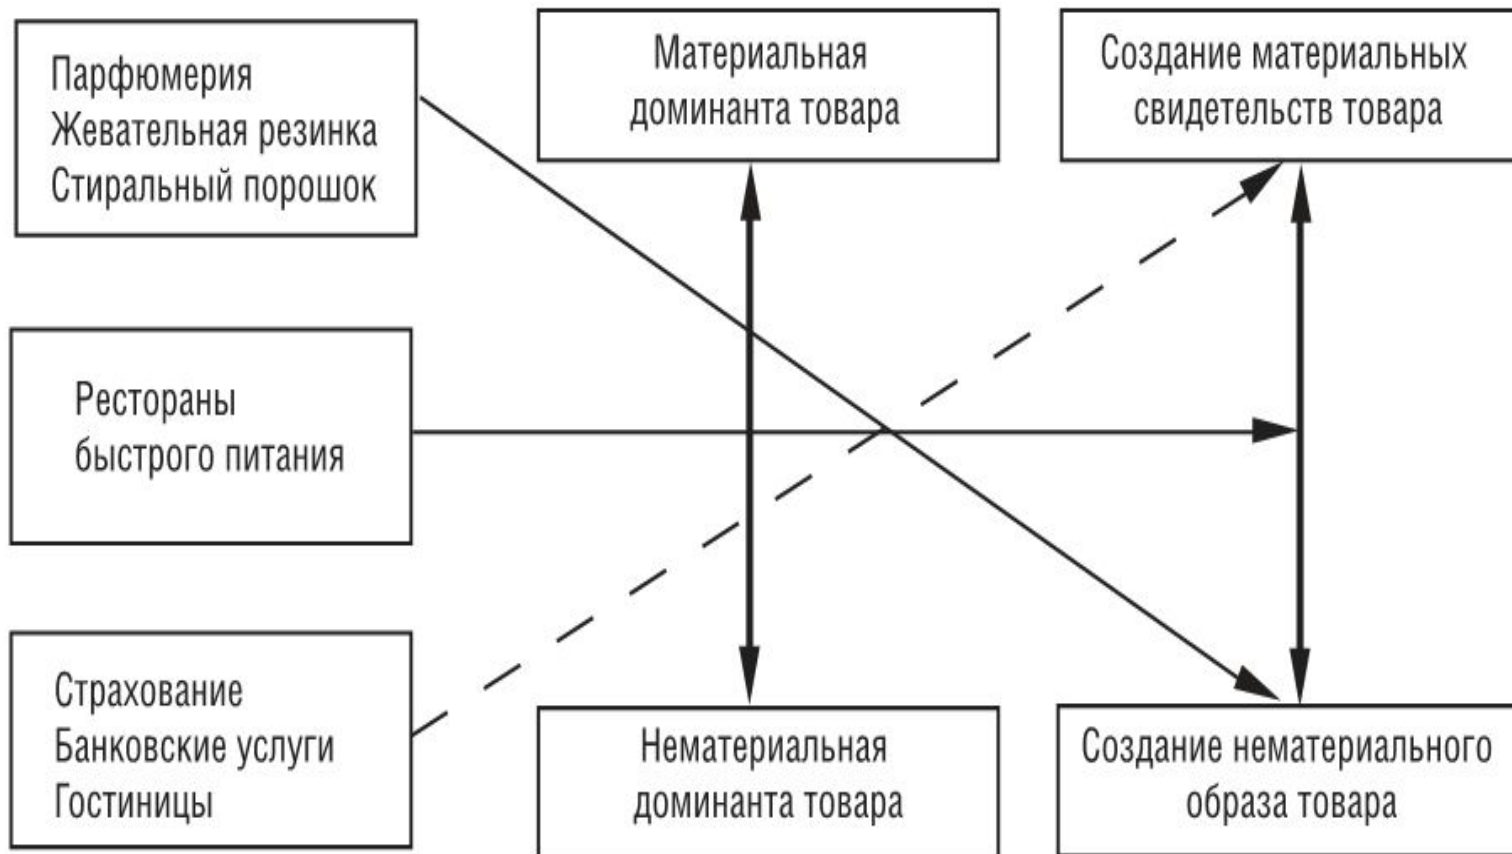 Парфюмерия
Жевательная резинка
Стиральный порошок
Материальная
доминанта товара
Создание материальных
свидетельств товара
Рестораны
быстрого питания
Страхование
Банковские услуги
Гостиницы
Нематериальная
доминанта товара
Создание нематериального
образа товара